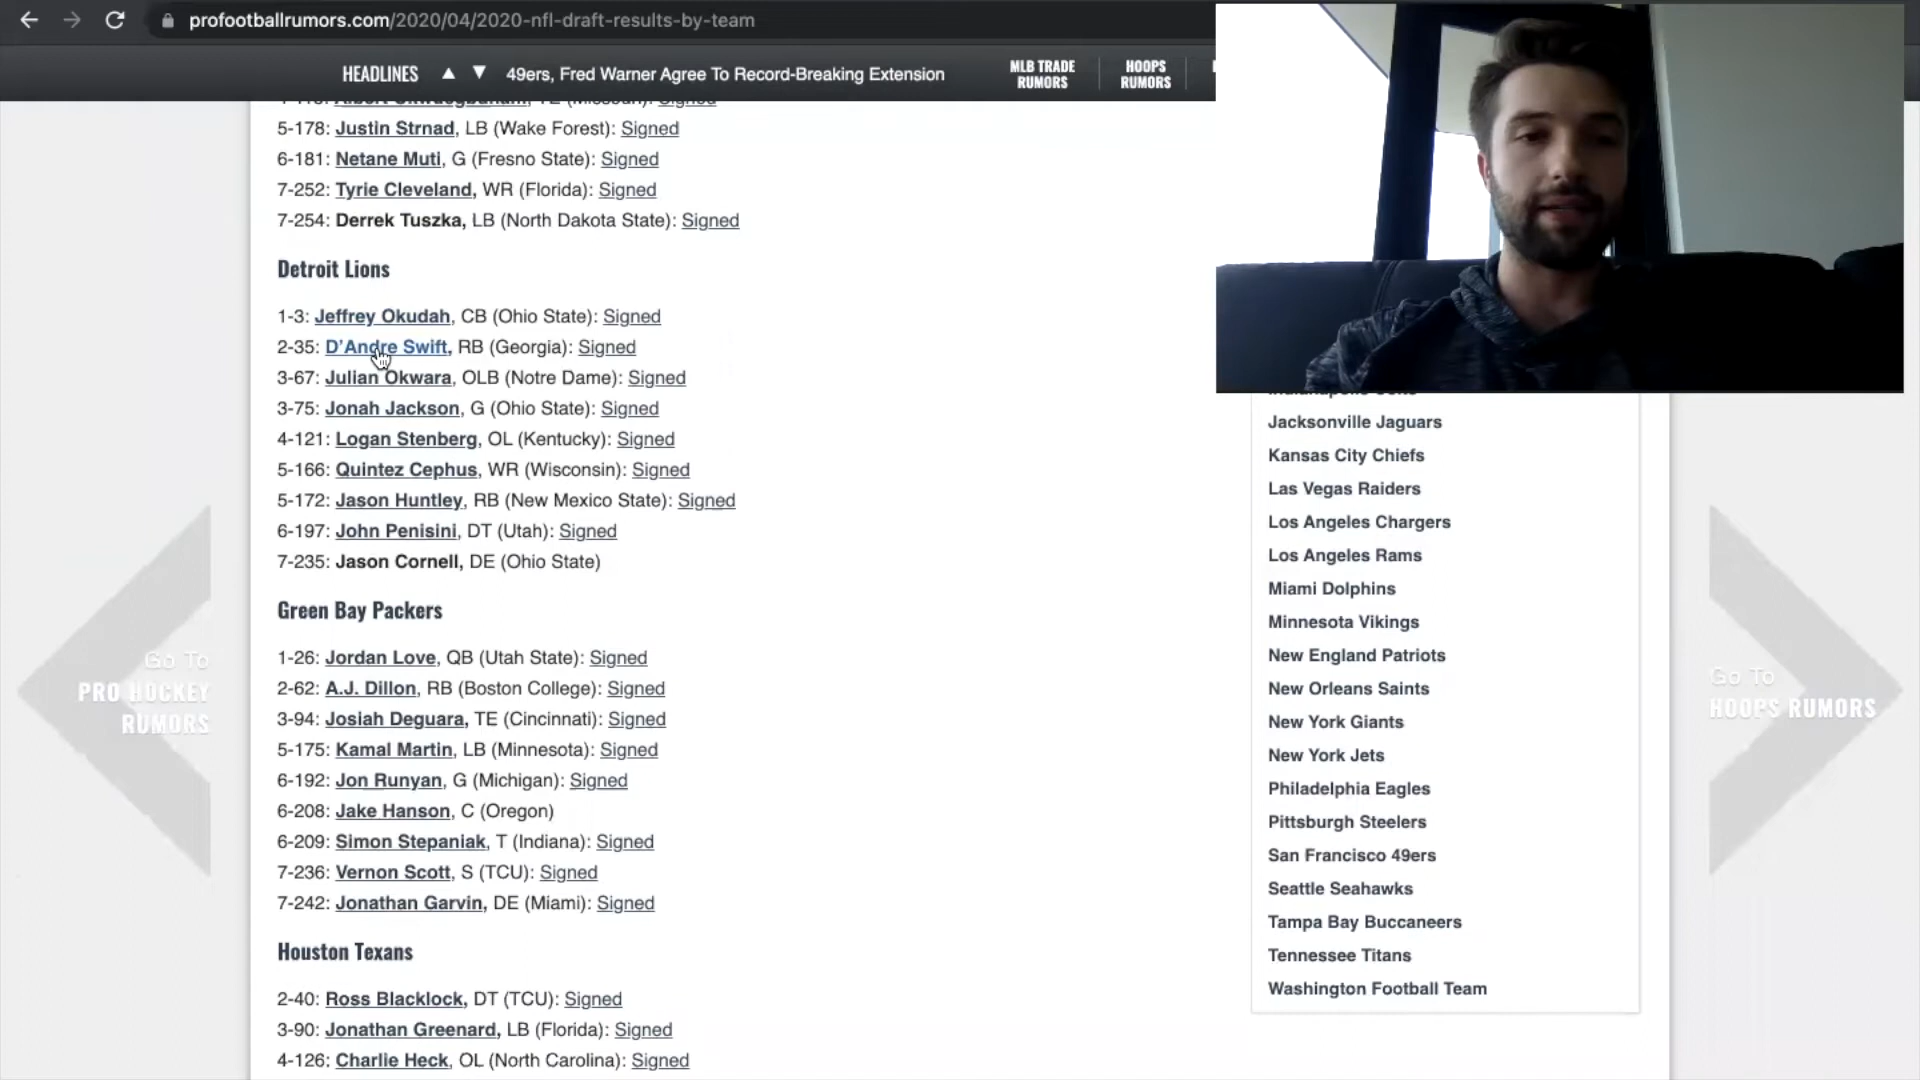 profootballrumors.com/2020/04/2020-nfl-draft-results-by-team
HEADLINES ▲ ▼ 49ers, Fred Warner Agree To Record-Breaking Extension
MLB TRADE
RUMORS
HOOPS
RUMORS
5-178: Justin Strnad, LB (Wake Forest): Signed
6-181: Netane Muti, G (Fresno State): Signed
7-252: Tyrie Cleveland, WR (Florida): Signed
7-254: Derrek Tuszka, LB (North Dakota State): Signed
Detroit Lions
1-3: Jeffrey Okudah, CB (Ohio State): Signed
2-35: D’Andre Swift, RB (Georgia): Signed
3-67: Julian Okwara, OLB (Notre Dame): Signed
3-75: Jonah Jackson, G (Ohio State): Signed
4-121: Logan Stenberg, OL (Kentucky): Signed
5-166: Quintez Cephus, WR (Wisconsin): Signed
5-172: Jason Huntley, RB (New Mexico State): Signed
6-197: John Penisini, DT (Utah): Signed
7-235: Jason Cornell, DE (Ohio State)
Green Bay Packers
1-26: Jordan Love, QB (Utah State): Signed
2-62: A.J. Dillon, RB (Boston College): Signed
3-94: Josiah Deguara, TE (Cincinnati): Signed
5-175: Kamal Martin, LB (Minnesota): Signed
6-192: Jon Runyan, G (Michigan): Signed
6-208: Jake Hanson, C (Oregon)
6-209: Simon Stepaniak, T (Indiana): Signed
7-236: Vernon Scott, S (TCU): Signed
7-242: Jonathan Garvin, DE (Miami): Signed
Houston Texans
2-40: Ross Blacklock, DT (TCU): Signed
3-90: Jonathan Greenard, LB (Florida): Signed
4-126: Charlie Heck, OL (North Carolina): Signed
Jacksonville Jaguars
Kansas City Chiefs
Las Vegas Raiders
Los Angeles Chargers
Los Angeles Rams
Miami Dolphins
Minnesota Vikings
New England Patriots
New Orleans Saints
New York Giants
New York Jets
Philadelphia Eagles
Pittsburgh Steelers
San Francisco 49ers
Seattle Seahawks
Tampa Bay Buccaneers
Tennessee Titans
Washington Football Team
Go To
PRO HOCKEY
RUMORS
Go To
HOOPS RUMORS